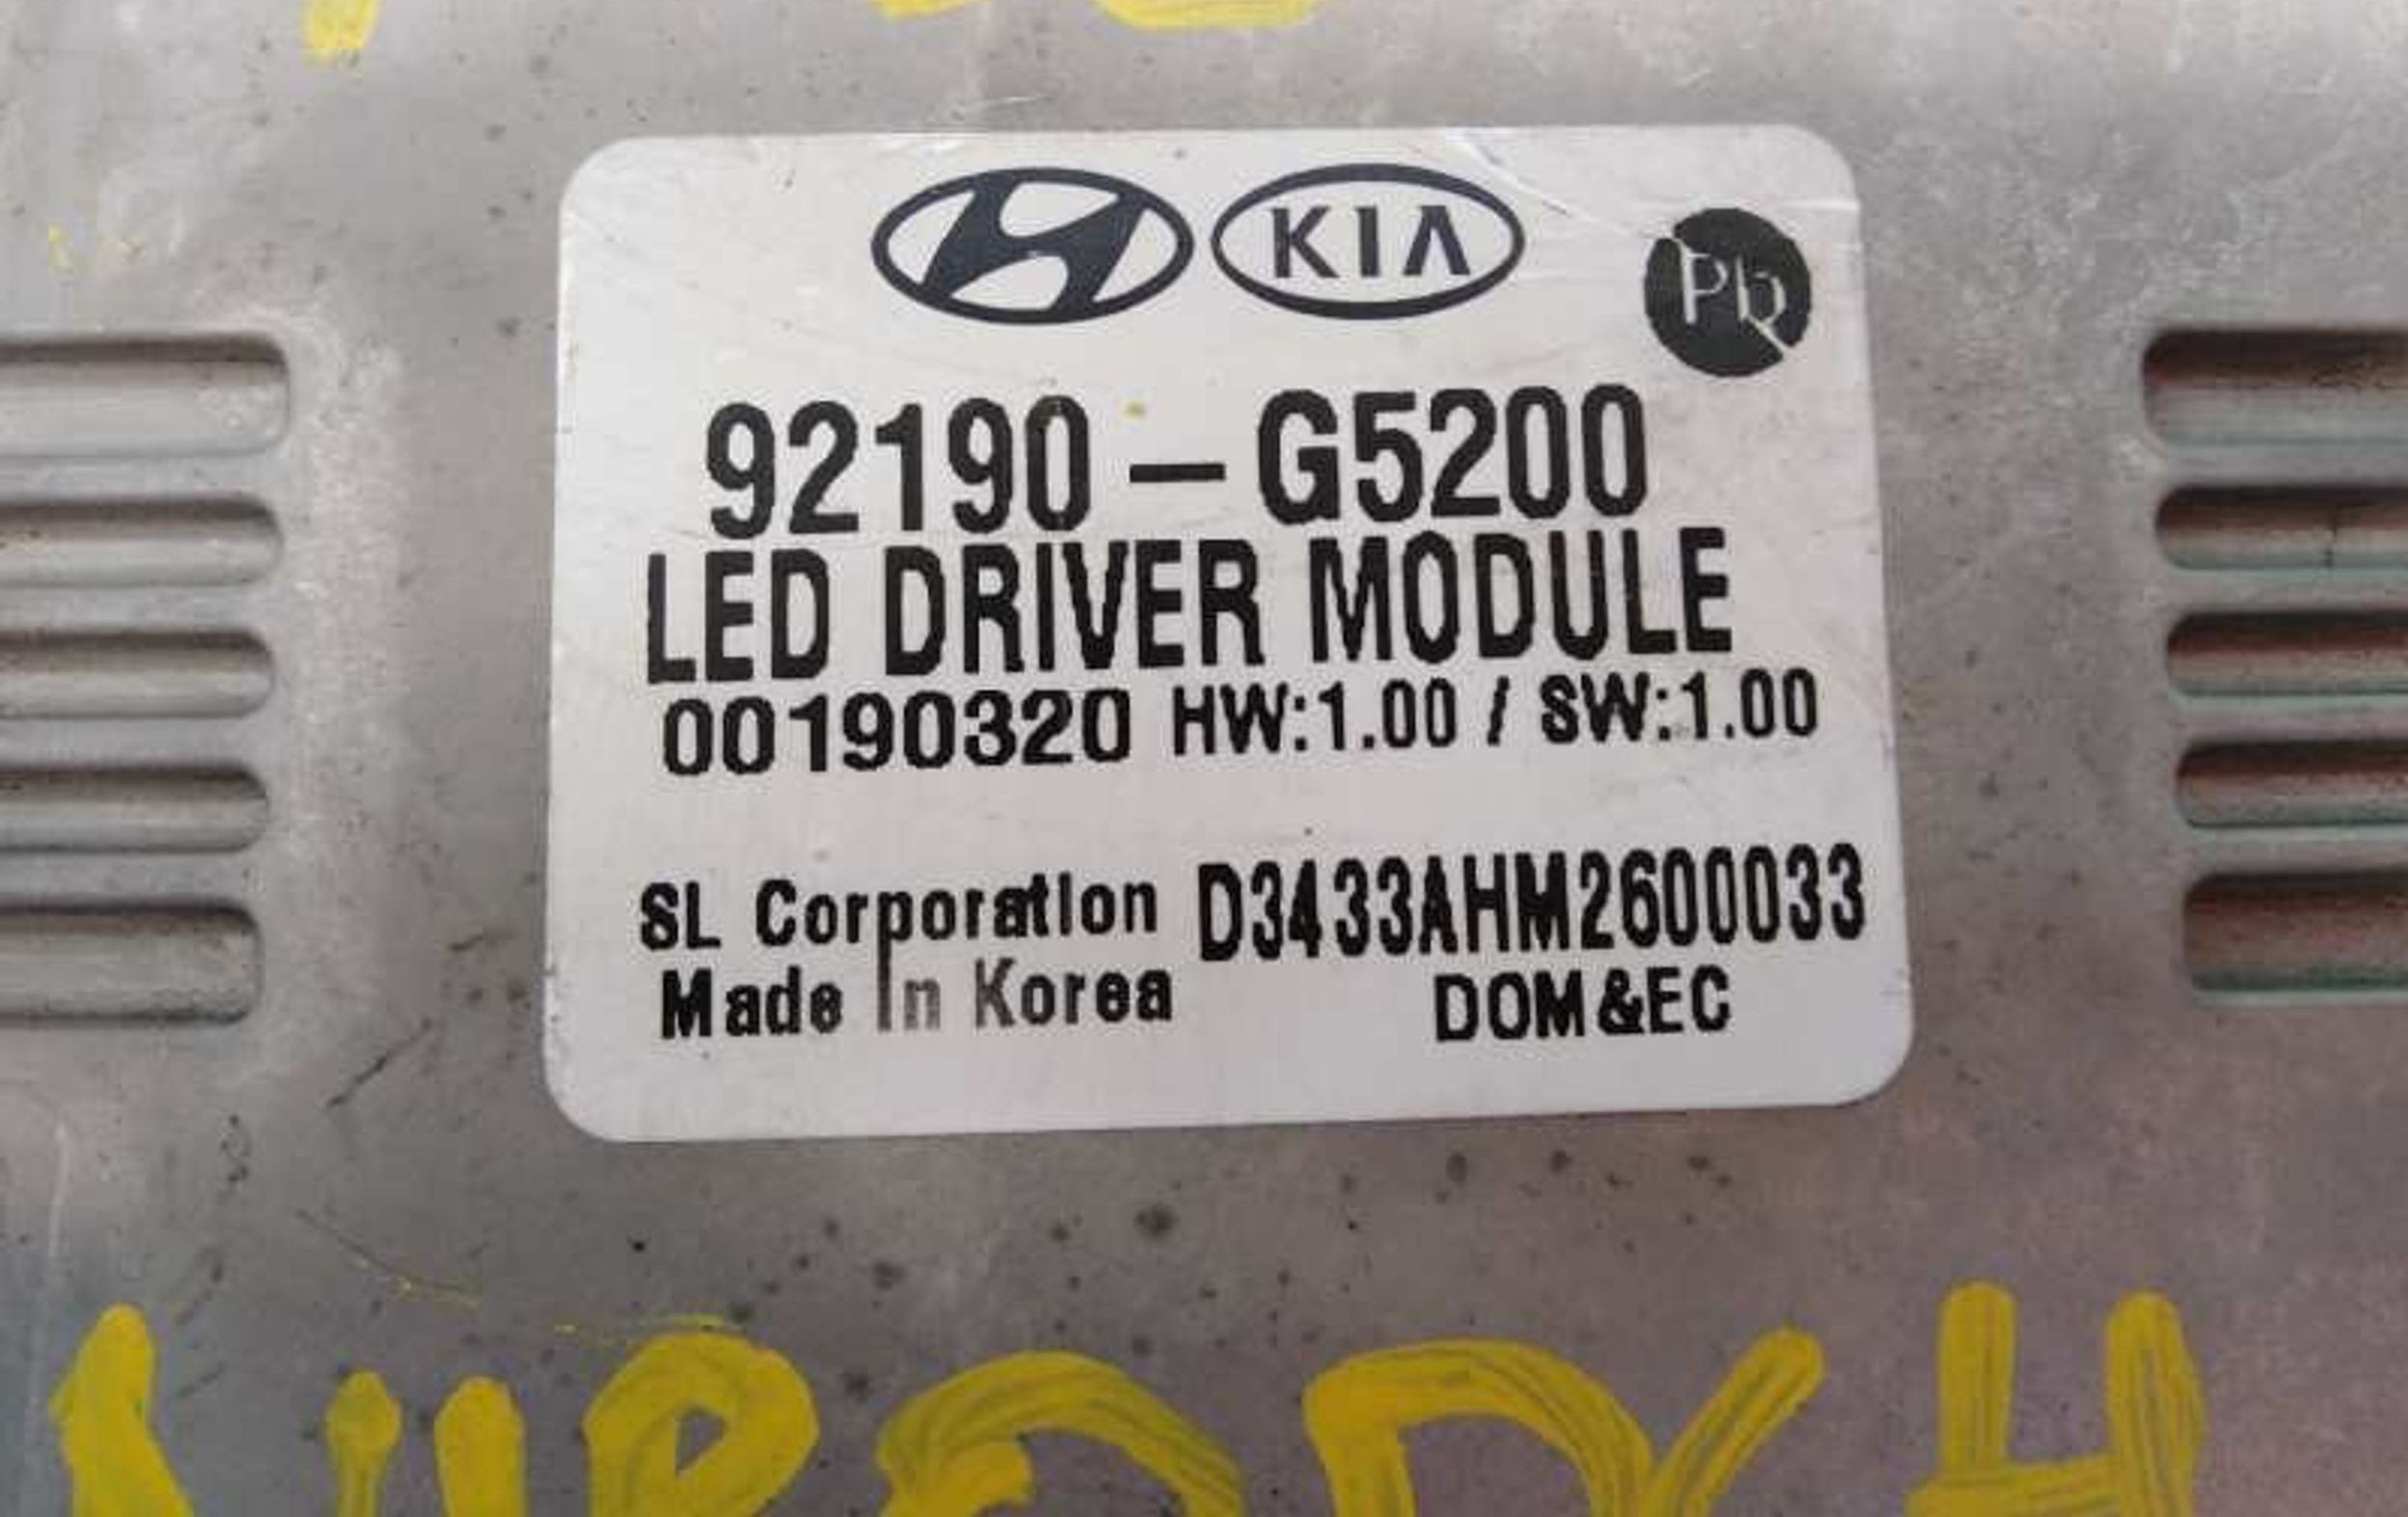 KIA
Pb
92190-G5200
LED DRIVER MODULE
00190320 HW:1.00 / SW:1.00
SL Corporation D3433AHM2600033
Made In Korea DOM&EC